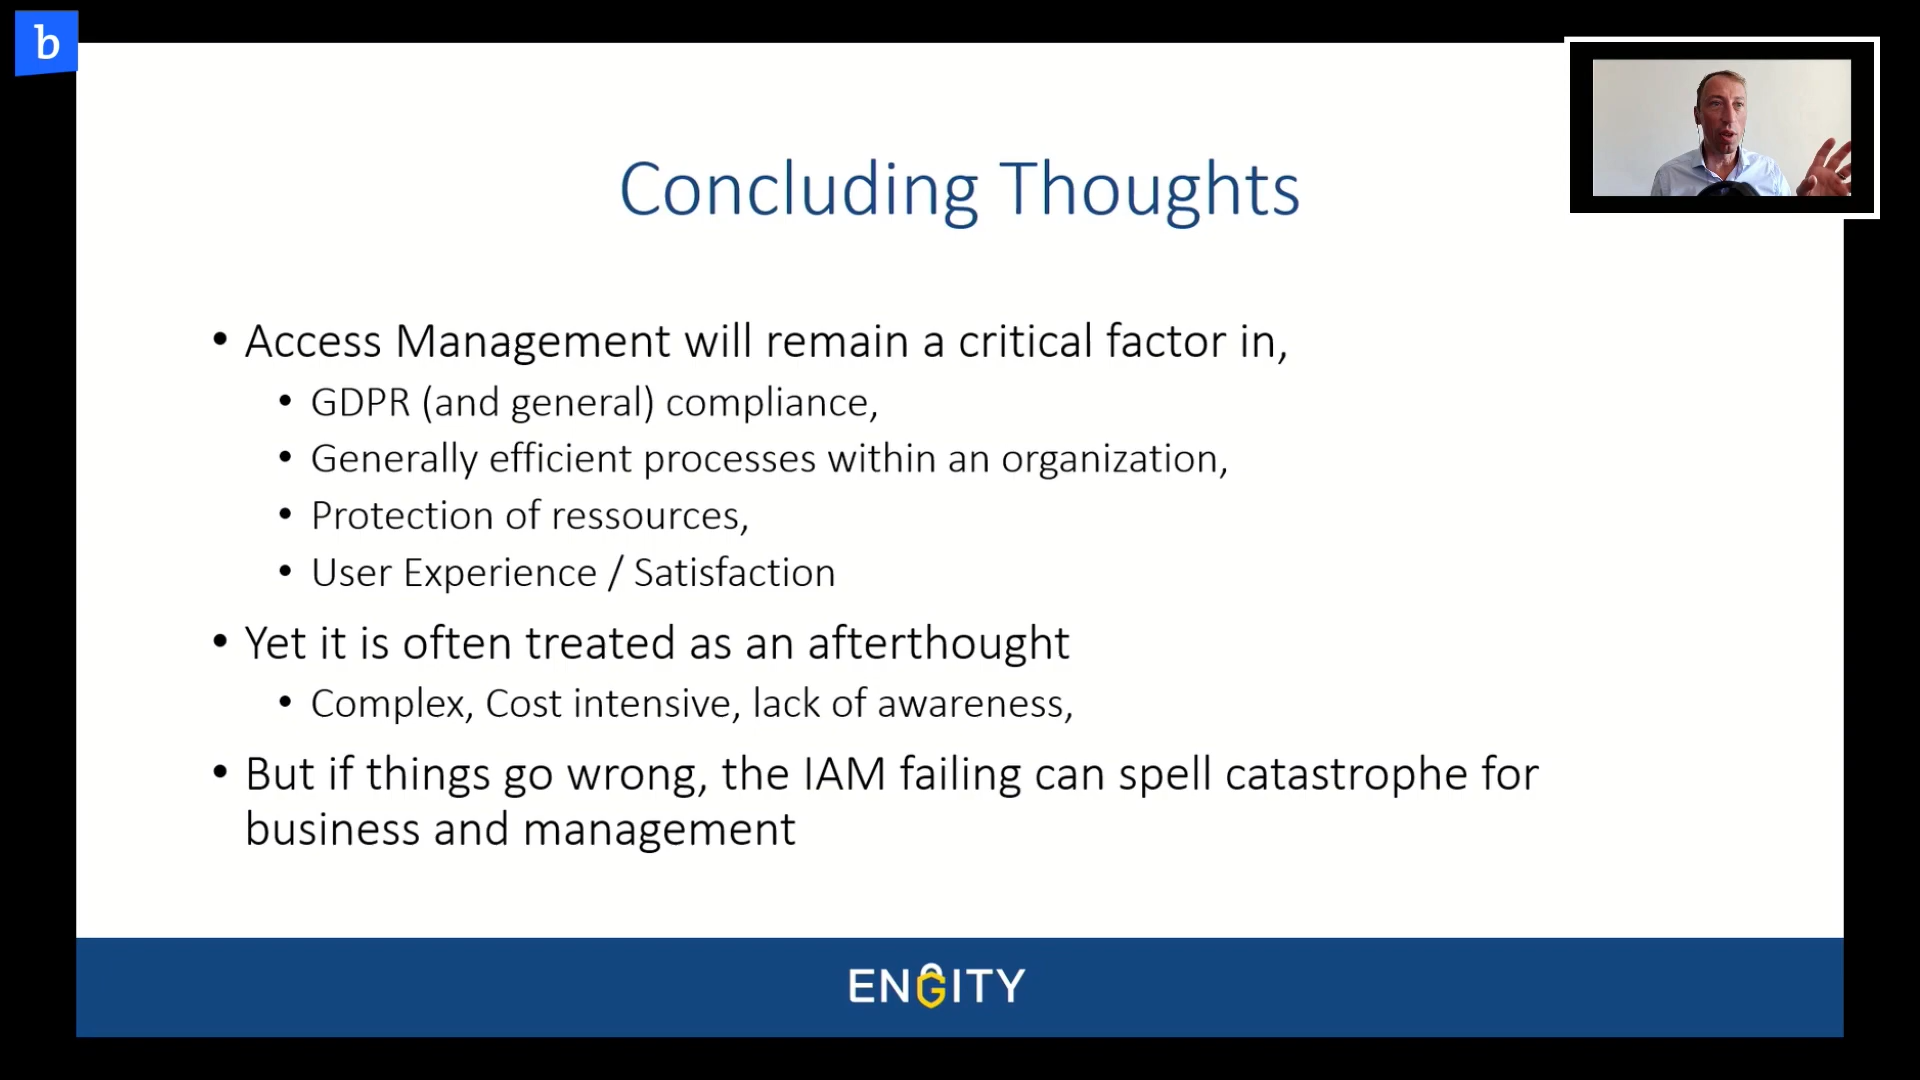 b
Concluding Thoughts
• Access Management will remain a critical factor in,
• GDPR (and general) compliance,
• Generally efficient processes within an organization,
• Protection of ressources,
• User Experience / Satisfaction
• Yet it is often treated as an afterthought
• Complex, Cost intensive, lack of awareness,
• But if things go wrong, the IAM failing can spell catastrophe for
business and management
ENGITY